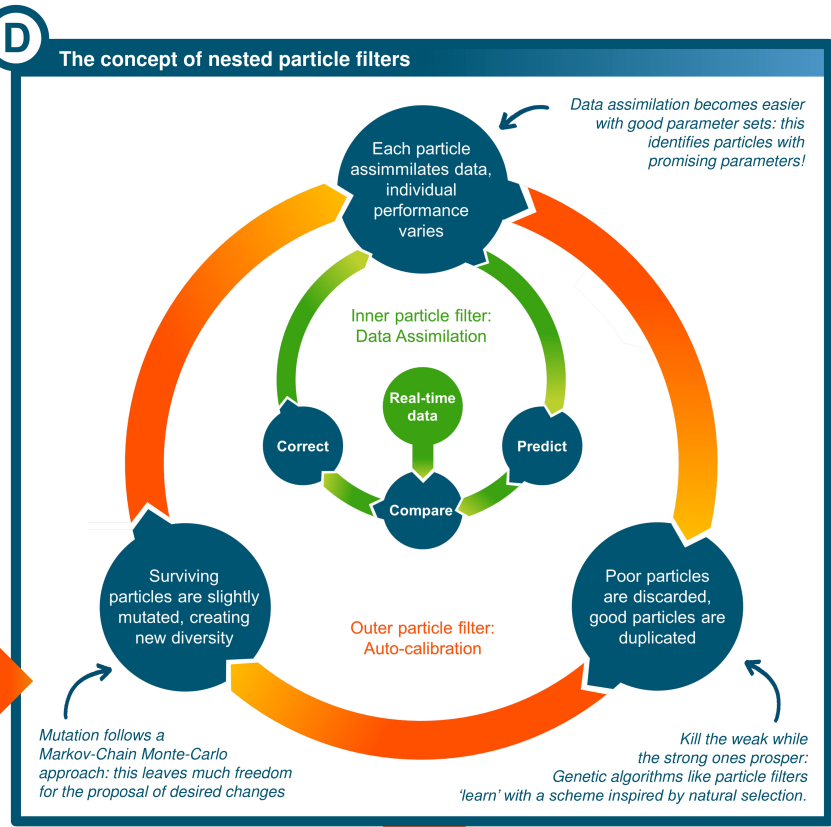 D
The concept of nested particle filters
Data assimilation becomes easier
with good parameter sets: this
identifies particles with
promising parameters!
Each particle
assimmilates data,
individual
performance
varies
Inner particle filter:
Data Assimilation
Real-time
data
Correct
Predict
Compare
Surviving
particles are slightly
mutated, creating
new diversity
Poor particles
are discarded,
good particles are
duplicated
Outer particle filter:
Auto-calibration
Mutation follows a
Markov-Chain Monte-Carlo
approach: this leaves much freedom
for the proposal of desired changes
Kill the weak while
the strong ones prosper:
Genetic algorithms like particle filters
‘learn’ with a scheme inspired by natural selection.